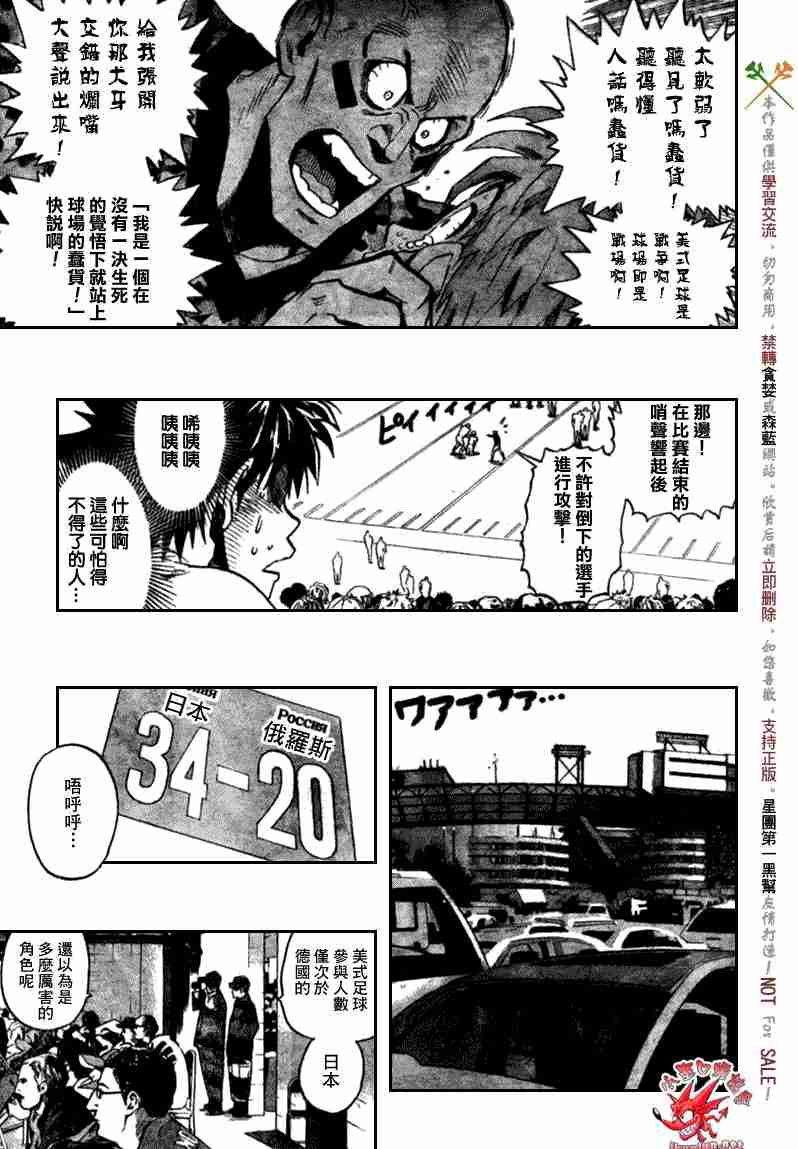 太軟弱了
聽見了嗎蠢貨！
聽得懂
人話嗎蠢貨！
美式足球是
戰爭啊！
球場即是
戰場啊！
給我張開
你那犬牙
交錯的爛嘴
大聲說出來！
「我是一個在
沒有一決生死
的覺悟下就站上
球場的蠢貨！」
快說啊！
那邊！
在比賽結束的
哨聲響起後
不許對倒下的選手
進行攻擊！
ピィィィィ
唏咦咦
咦咦咦
什麼啊
這些可怕得
不得了的人…
ワァァァァ…
日本
Россия
俄羅斯
34-20
唔呼呼…
美式足球
參與人數
僅次於
德國的
日本
還以為是
多麼厲害的
角色呢
本作品僅供學習交流，切勿商用，禁轉貪婪或森藍網站。欣賞后請立即刪除，如您喜歡，支持正版。星團第一黑幫友情打造！NOT For SALE—